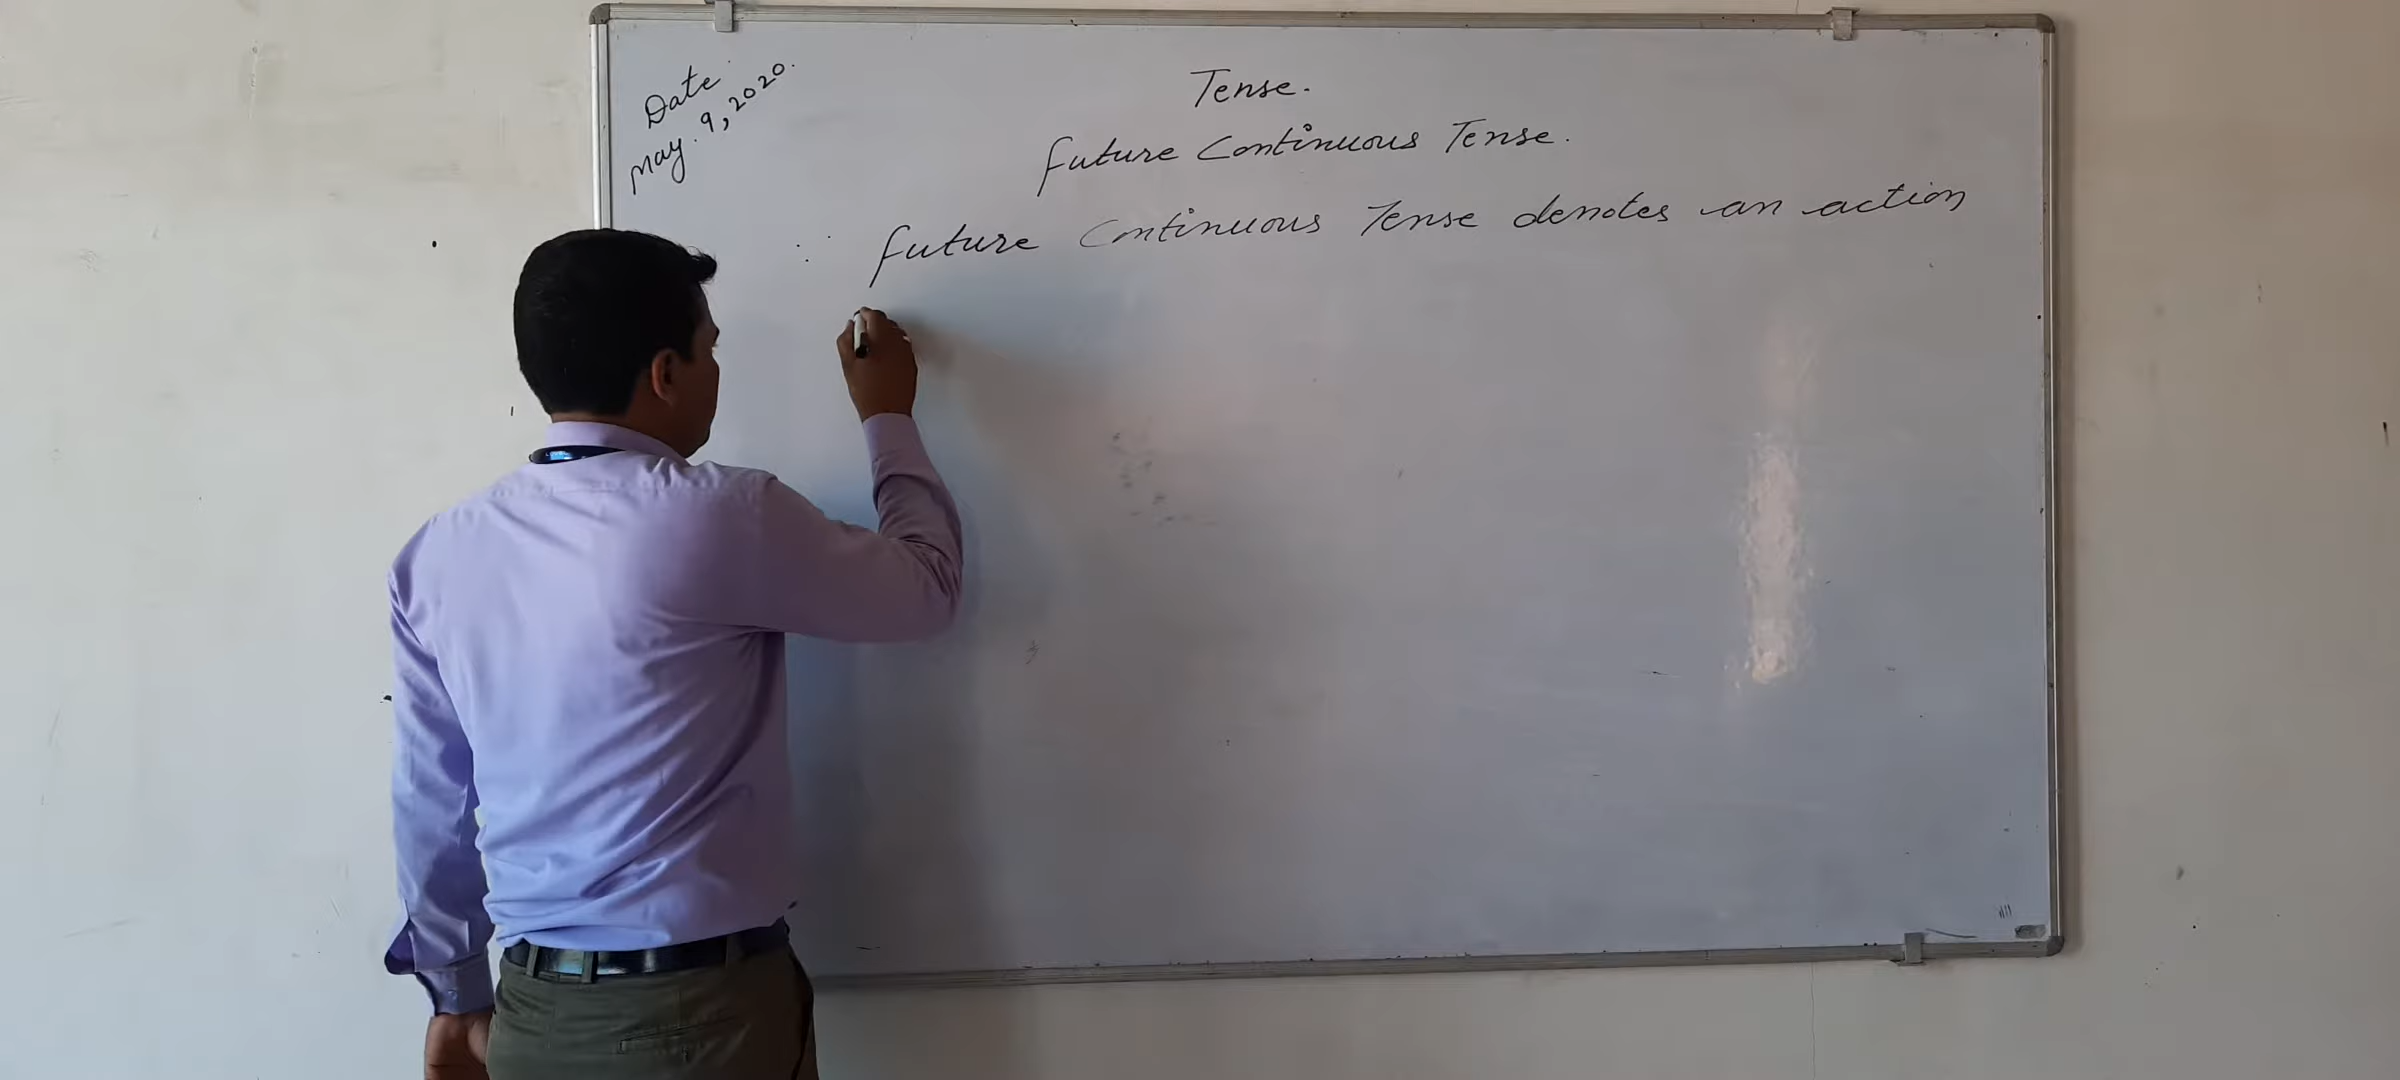 Date
May. 9, 2020.
Tense.
Future Continuous Tense.
Future Continuous Tense denotes an action